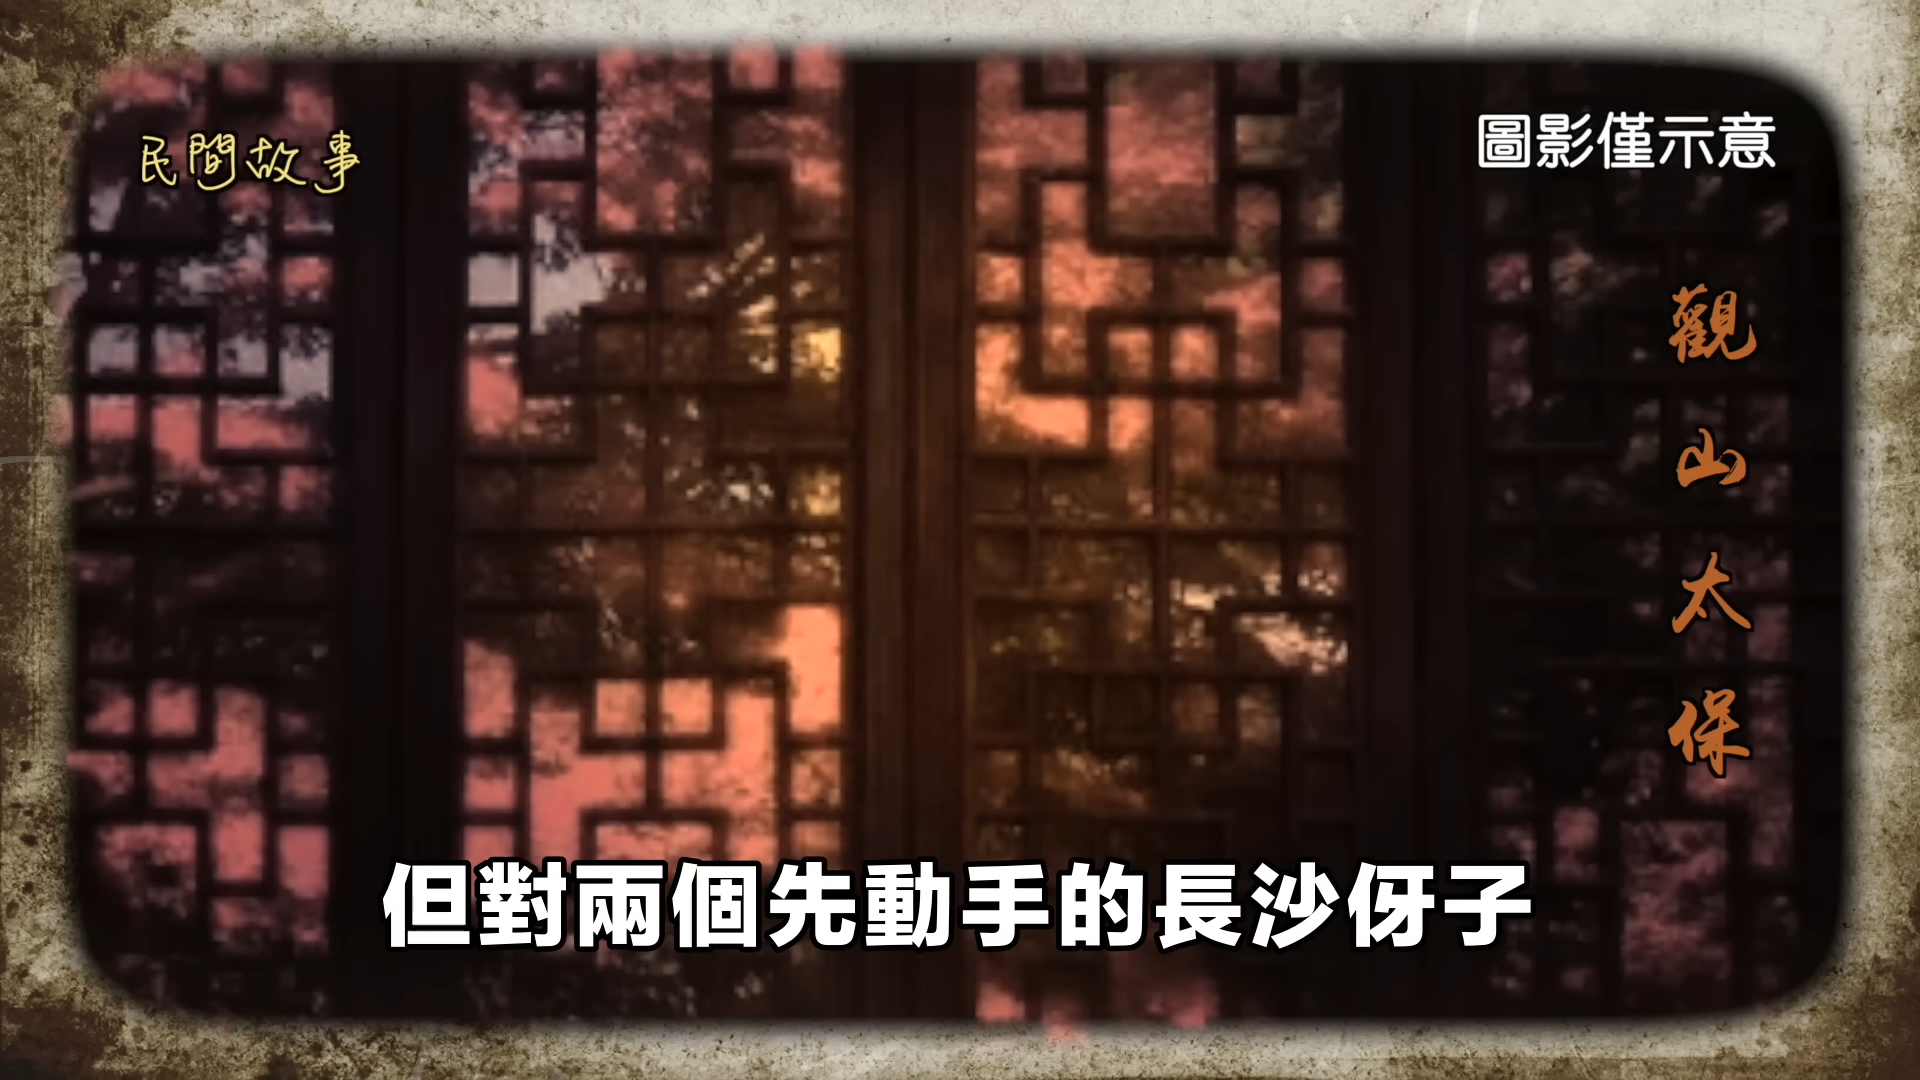 民間故事
圖影僅示意
觀山太保
但對兩個先動手的長沙伢子